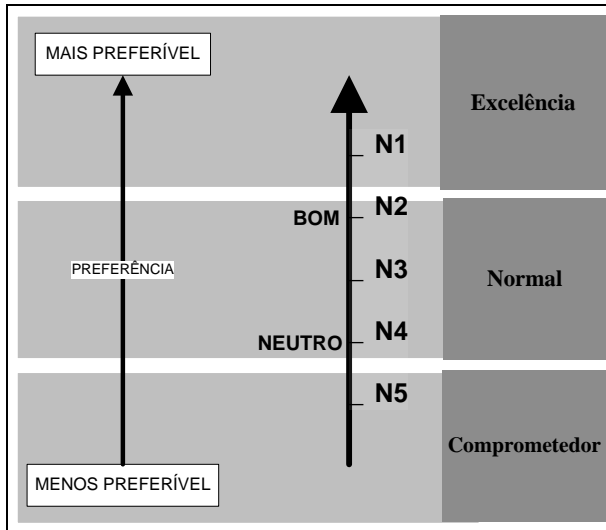 MAIS PREFERÍVEL
Excelência
N1
BOM
N2
PREFERÊNCIA
N3
Normal
NEUTRO
N4
N5
Comprometedor
MENOS PREFERÍVEL